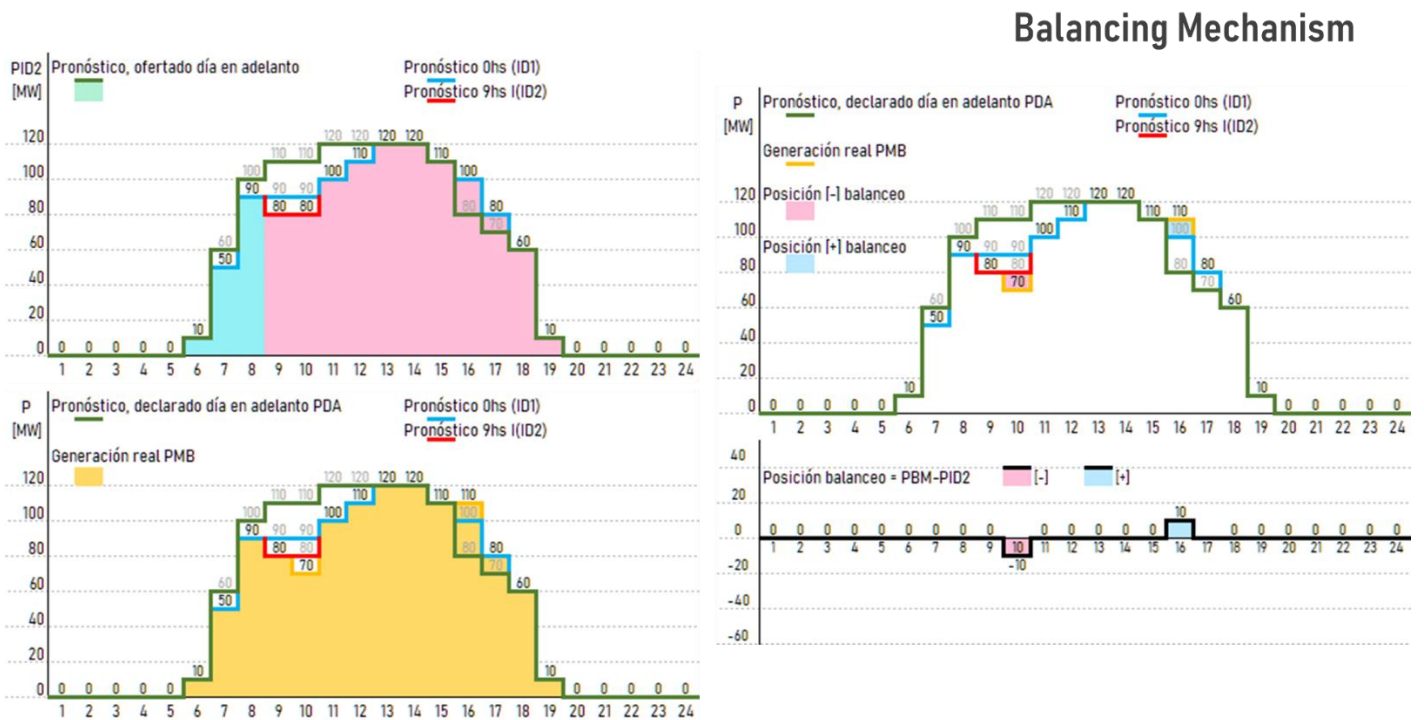 Balancing Mechanism
PID2
[MW]
Pronóstico, ofertado día en adelanto
Pronóstico 0hs (ID1)
Pronóstico 9hs I(ID2)
120 120 120 120
110 110 110 110
100 100 110 100
90 90 90 80 80 80 80
60 50 70 60
10 10
120
100
80
60
40
20
0
0 0 0 0 0 0 0 0 0 0
1 2 3 4 5 6 7 8 9 10 11 12 13 14 15 16 17 18 19 20 21 22 23 24
P
[MW]
Pronóstico, declarado día en adelanto PDA
Pronóstico 0hs (ID1)
Pronóstico 9hs I(ID2)
Generación real PMB
120 120 120 120
110 110 110 110
100 100 110 100
90 90 90 80 80 80 80
60 50 70 70 60
10 10
120
100
80
60
40
20
0
0 0 0 0 0 0 0 0 0 0
1 2 3 4 5 6 7 8 9 10 11 12 13 14 15 16 17 18 19 20 21 22 23 24
P
[MW]
Pronóstico, declarado día en adelanto PDA
Pronóstico 0hs (ID1)
Pronóstico 9hs I(ID2)
Generación real PMB
Posición [-] balanceo
Posición [+] balanceo
120 120 120 120
110 110 110 110
100 100 110 100
90 90 90 80 80 80 80
60 50 70 70 60
10 10
120
100
80
60
40
20
0
0 0 0 0 0 0 0 0 0 0
1 2 3 4 5 6 7 8 9 10 11 12 13 14 15 16 17 18 19 20 21 22 23 24
40
20
0
-20
-40
-60
Posición balanceo = PBM-PID2
[-]
[+]
10
0 0 0 0 0 0 0 0 0 0 0 0 0 0 0 0 0 0 0 0 0 0
1 2 3 4 5 6 7 8 9 10 11 12 13 14 15 16 17 18 19 20 21 22 23 24
-10